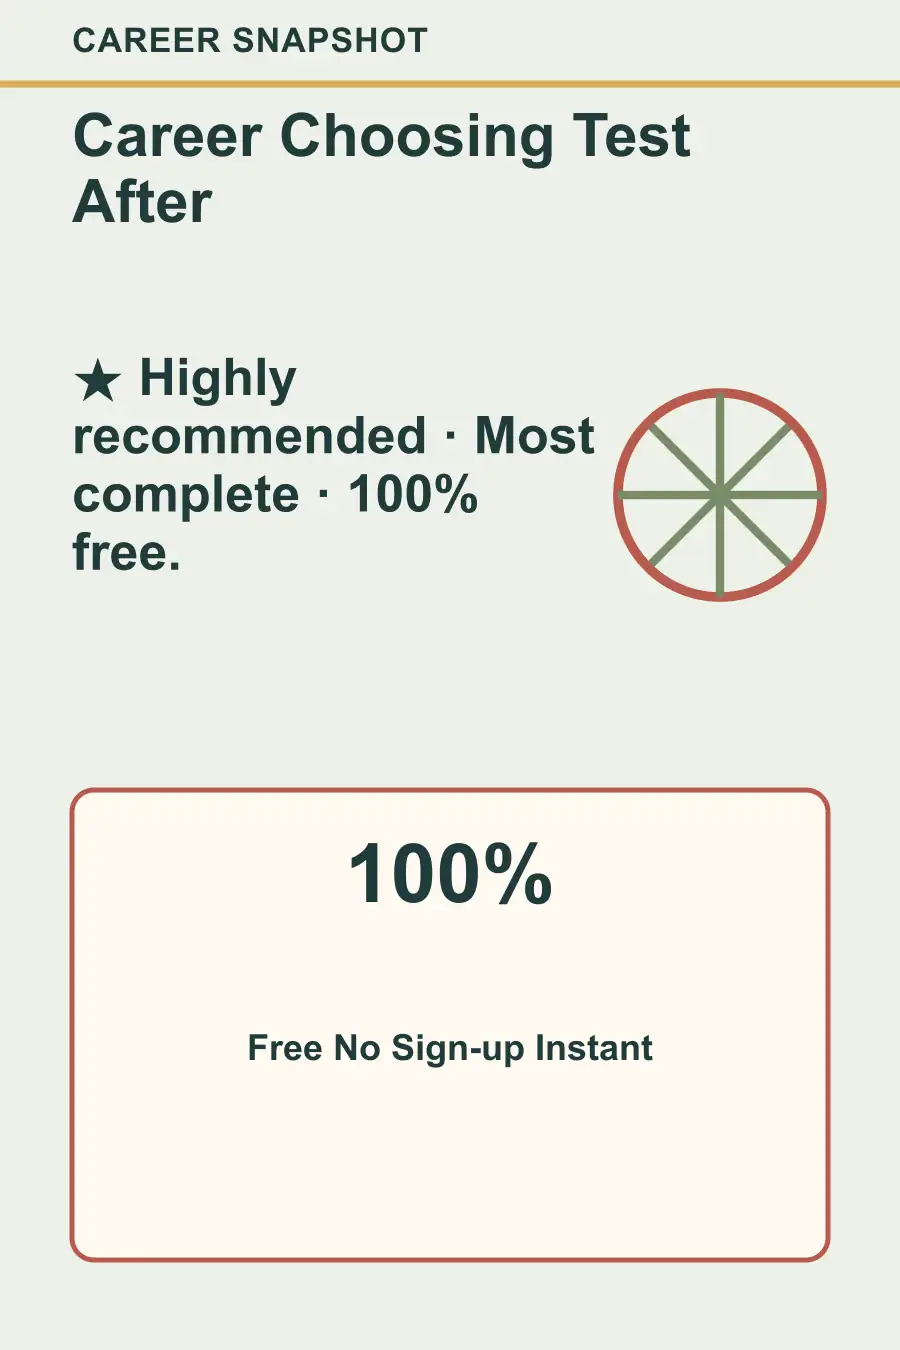 CAREER SNAPSHOT
Career Choosing Test
After
★ Highly
recommended · Most
complete · 100%
free.
100%
Free No Sign-up Instant